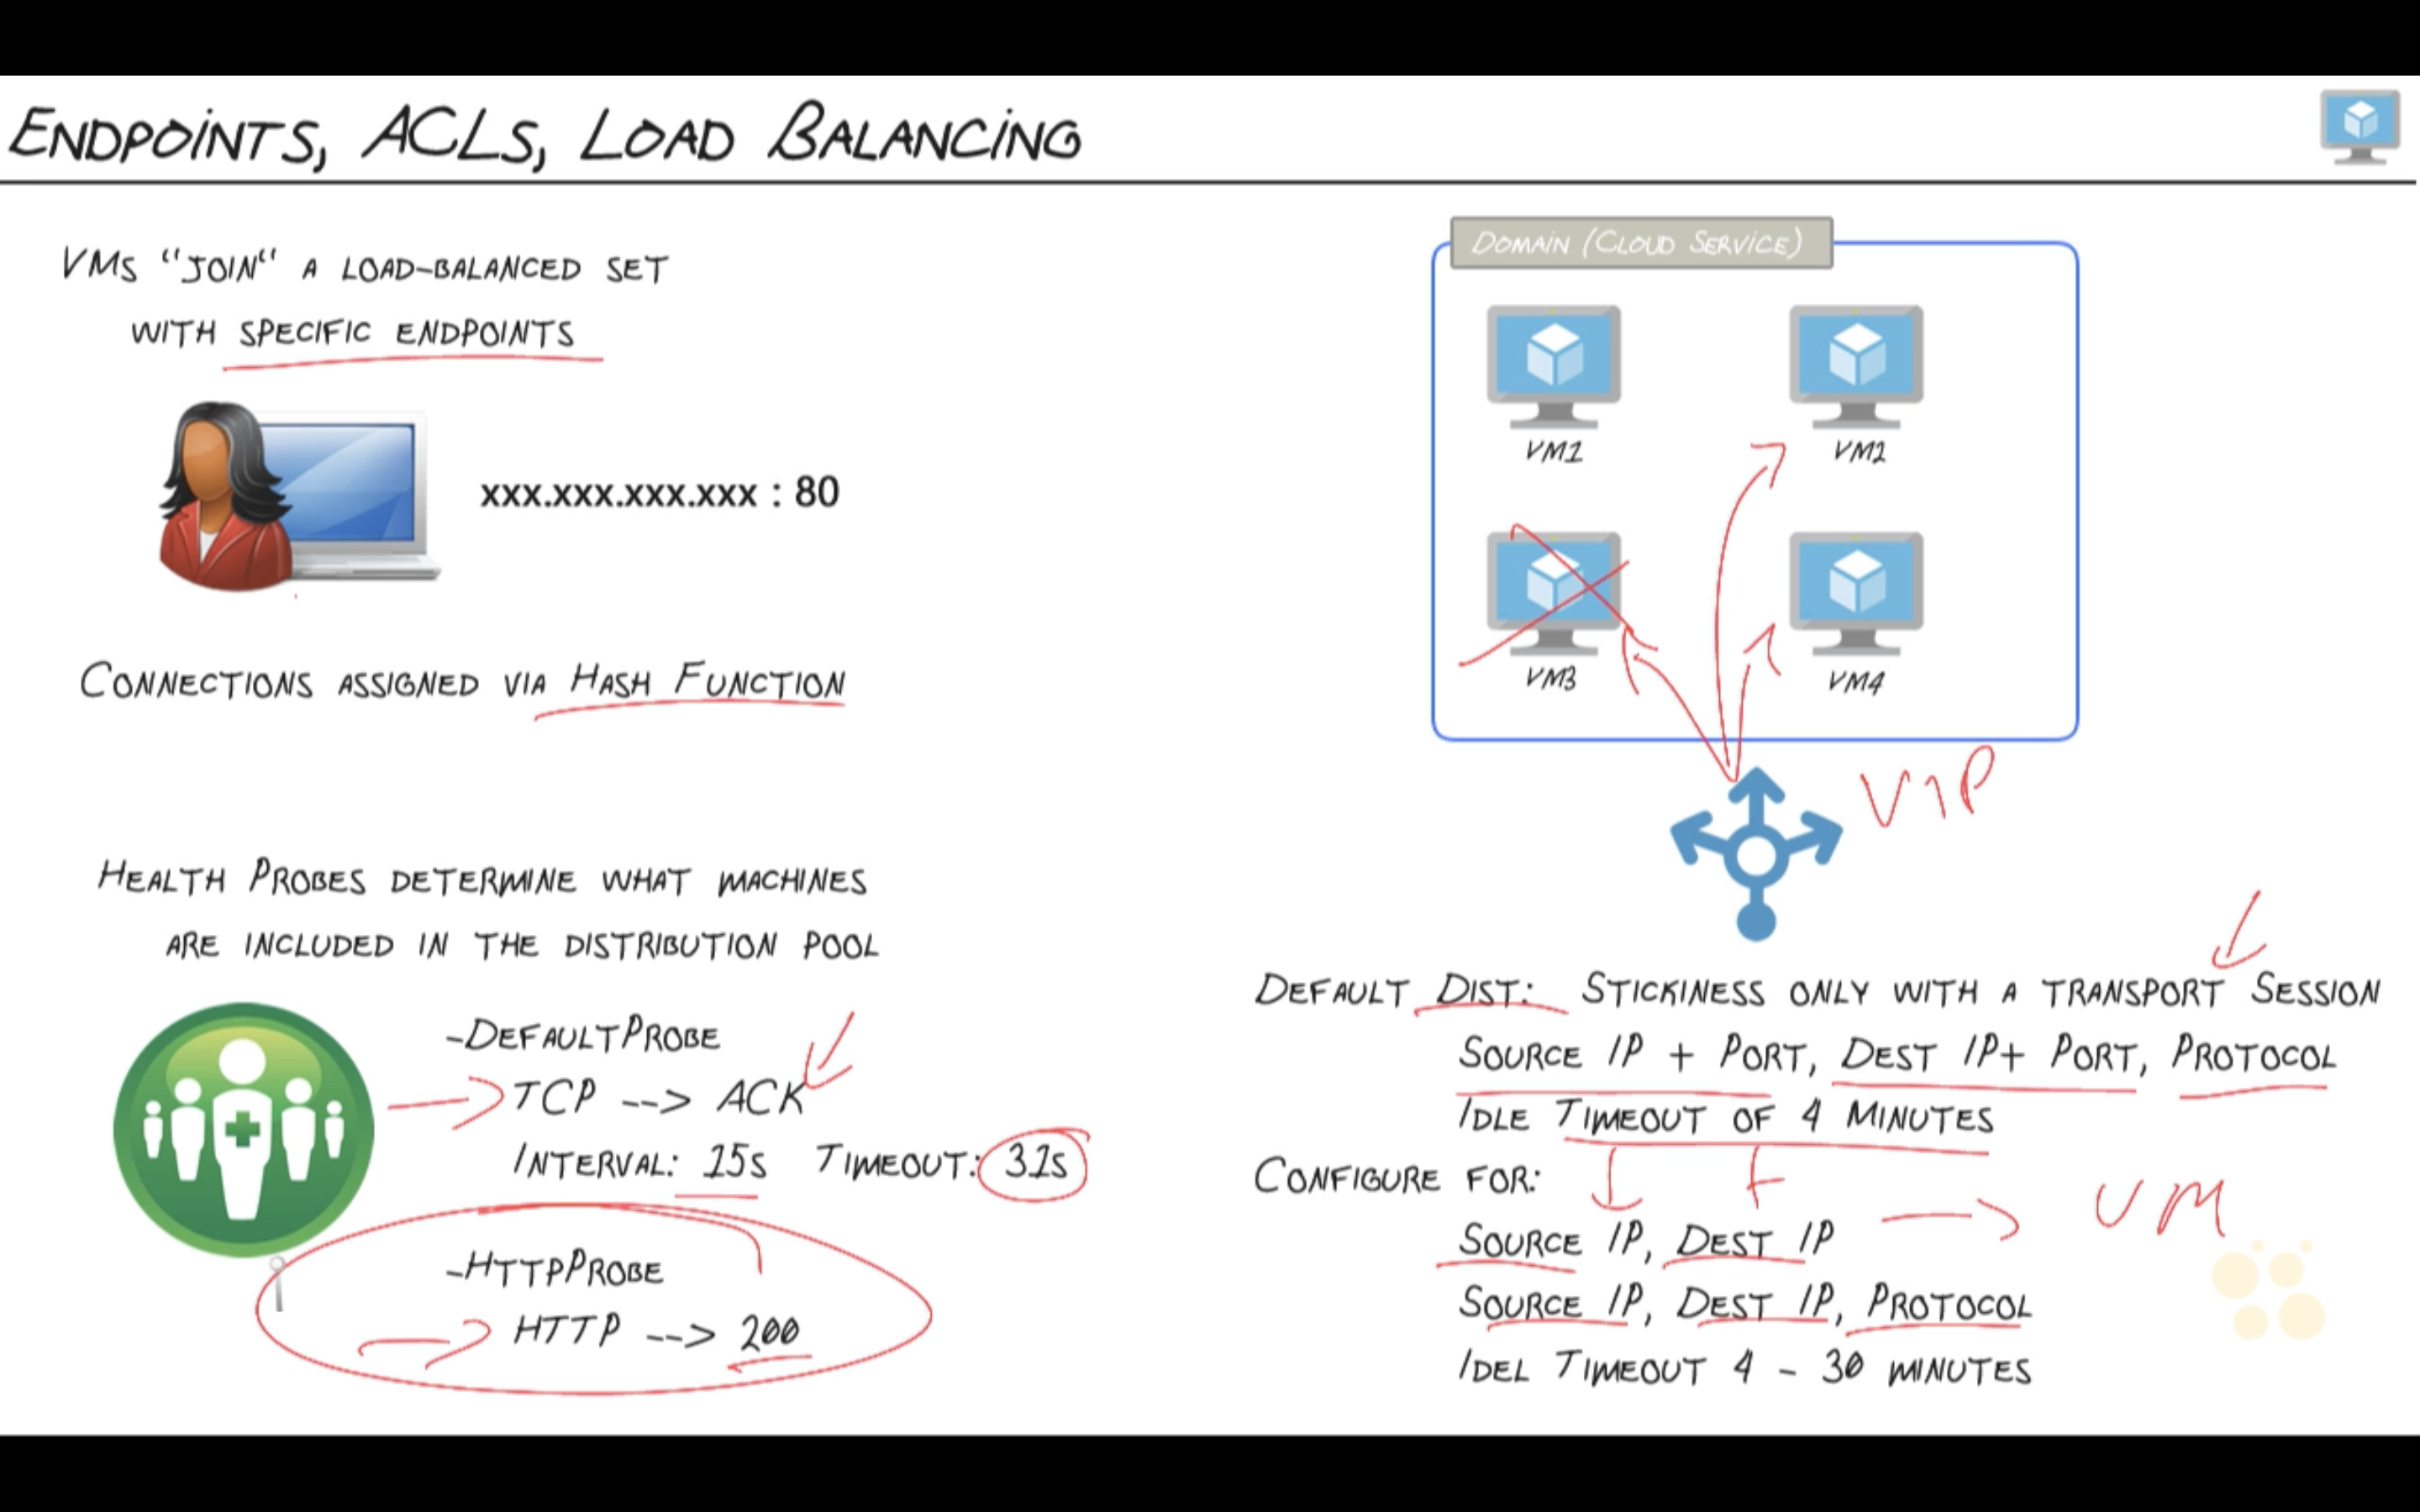 ENDPOINTS, ACLS, LOAD BALANCING
VMS "JOIN" A LOAD-BALANCED SET
WITH SPECIFIC ENDPOINTS
xxx.xxx.xxx.xxx : 80
CONNECTIONS ASSIGNED VIA HASH FUNCTION
HEALTH PROBES DETERMINE WHAT MACHINES
ARE INCLUDED IN THE DISTRIBUTION POOL
-DEFAULTPROBE
TCP --> ACK
INTERVAL: 15S TIMEOUT: 31S
-HTTPPROBE
HTTP --> 200
DOMAIN (CLOUD SERVICE)
VM1 VM2
VM3 VM4
VIP
DEFAULT DIST: STICKINESS ONLY WITH A TRANSPORT SESSION
SOURCE IP + PORT, DEST IP+ PORT, PROTOCOL
IDLE TIMEOUT OF 4 MINUTES
CONFIGURE FOR:
SOURCE IP, DEST IP VM
SOURCE IP, DEST IP, PROTOCOL
IDEL TIMEOUT 4 - 30 MINUTES